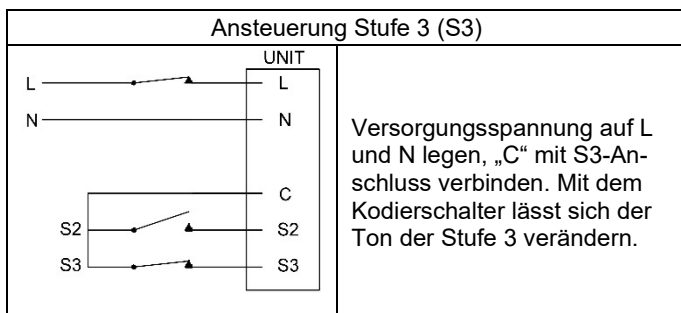 Ansteuerung Stufe 3 (S3)
UNIT
L L
N N
C
S2 S2
S3 S3
Versorgungsspannung auf L
und N legen, „C“ mit S3-An-
schluss verbinden. Mit dem
Kodierschalter lässt sich der
Ton der Stufe 3 verändern.